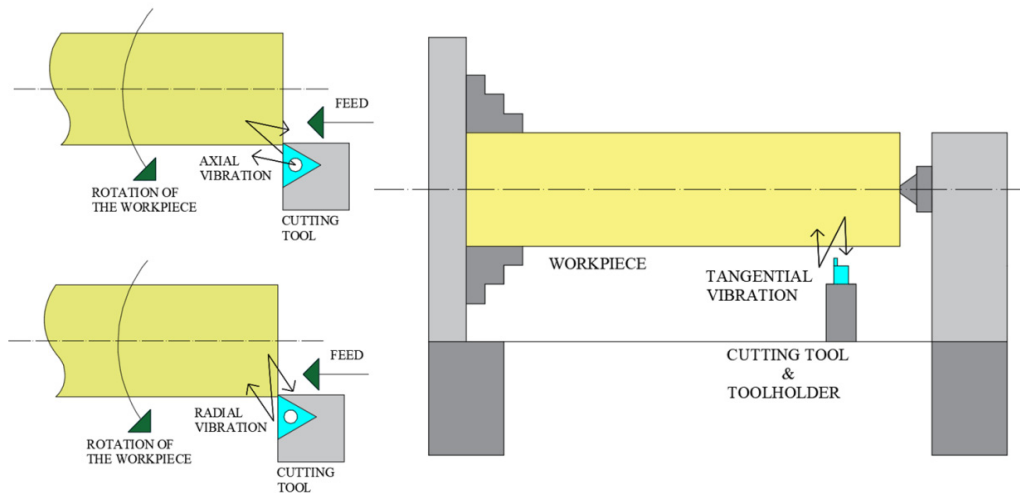 FEED
AXIAL
VIBRATION
ROTATION OF
THE WORKPIECE
CUTTING
TOOL
FEED
RADIAL
VIBRATION
ROTATION OF
THE WORKPIECE
CUTTING
TOOL
WORKPIECE
TANGENTIAL
VIBRATION
CUTTING TOOL
&
TOOLHOLDER